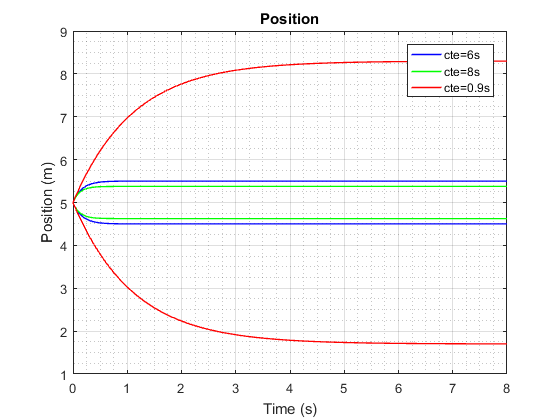 Position
9
8
7
6
5
4
3
2
1
Position (m)
cte=6s
cte=8s
cte=0.9s
0 1 2 3 4 5 6 7 8
Time (s)